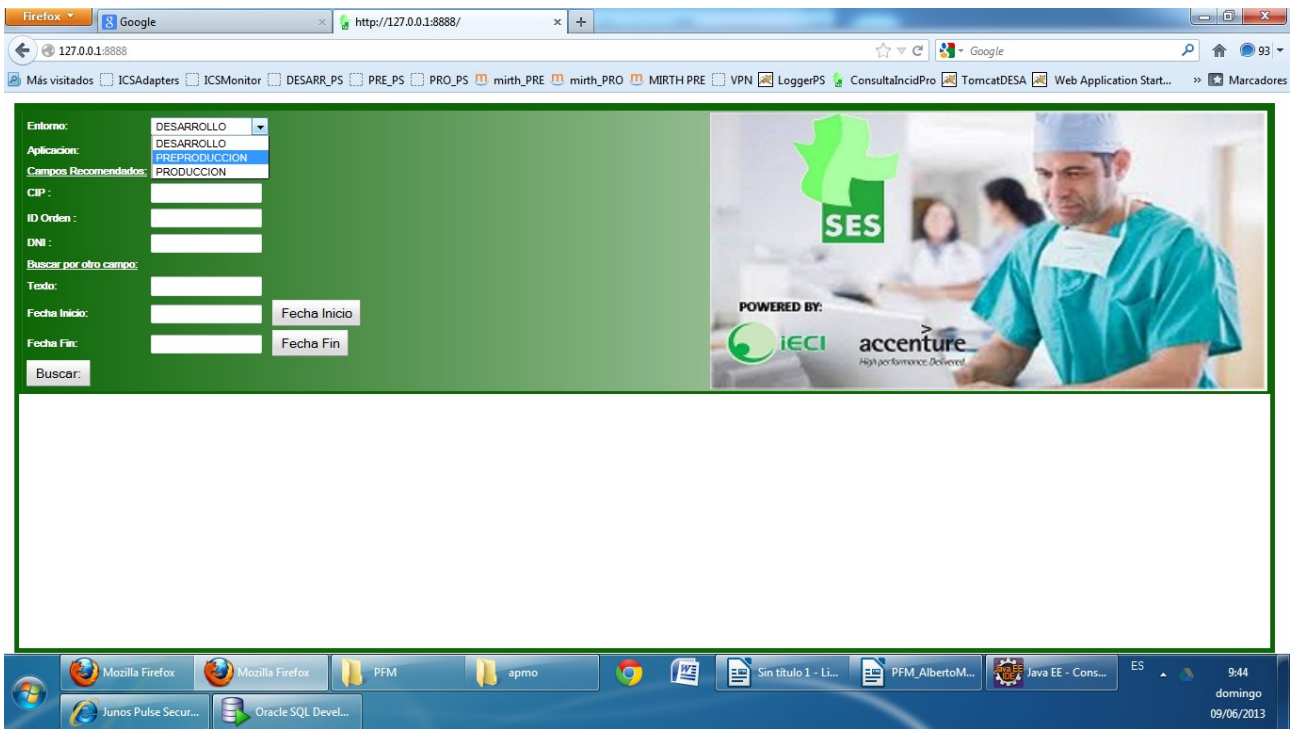 Firefox
Google
http://127.0.0.1:8888/
127.0.0.1:8888
Google
93
Más visitados ICSAdapters ICSMonitor DESARR_PS PRE_PS PRO_PS mirth_PRE mirth_PRO MIRTH PRE VPN LoggerPS ConsultaIncidPro TomcatDESA Web Application Start... » Marcadores
Entorno: DESARROLLO
DESARROLLO
Aplicacion:
PREPRODUCCION
Campos Recomendados: PRODUCCION
CIP :
ID Orden :
DNI :
Buscar por otro campo:
Texto:
Fecha Inicio: Fecha Inicio
Fecha Fin: Fecha Fin
Buscar:
SES
POWERED BY:
iECI
accenture
High performance. Delivered.
Mozilla Firefox Mozilla Firefox PFM apmo Sin título 1 - Li... PFM_AlbertoM... Java EE - Cons... ES
Junos Pulse Secur... Oracle SQL Devel...
9:44
domingo
09/06/2013